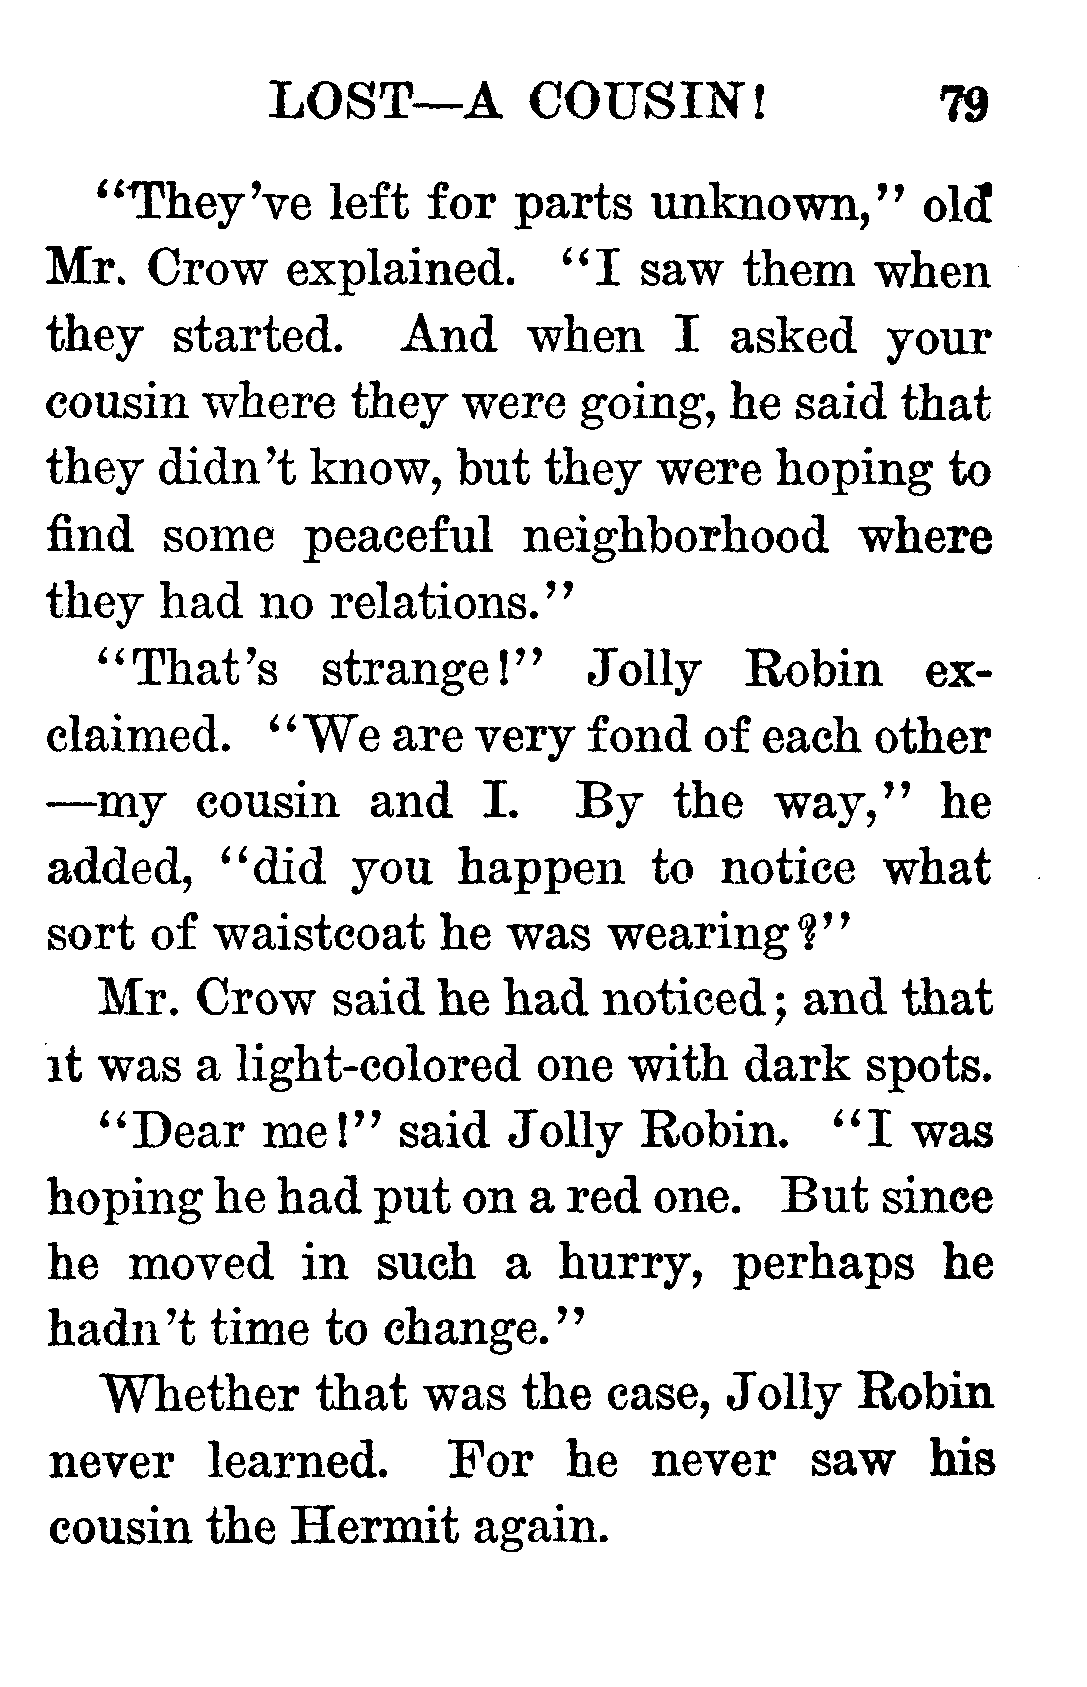 LOST—A COUSIN! 79
“They’ve left for parts unknown,” old
Mr. Crow explained. “I saw them when
they started. And when I asked your
cousin where they were going, he said that
they didn’t know, but they were hoping to
find some peaceful neighborhood where
they had no relations.”
“That’s strange!” Jolly Robin ex-
claimed. “We are very fond of each other
—my cousin and I. By the way,” he
added, “did you happen to notice what
sort of waistcoat he was wearing?”
Mr. Crow said he had noticed; and that
it was a light-colored one with dark spots.
“Dear me!” said Jolly Robin. “I was
hoping he had put on a red one. But since
he moved in such a hurry, perhaps he
hadn’t time to change.”
Whether that was the case, Jolly Robin
never learned. For he never saw his
cousin the Hermit again.